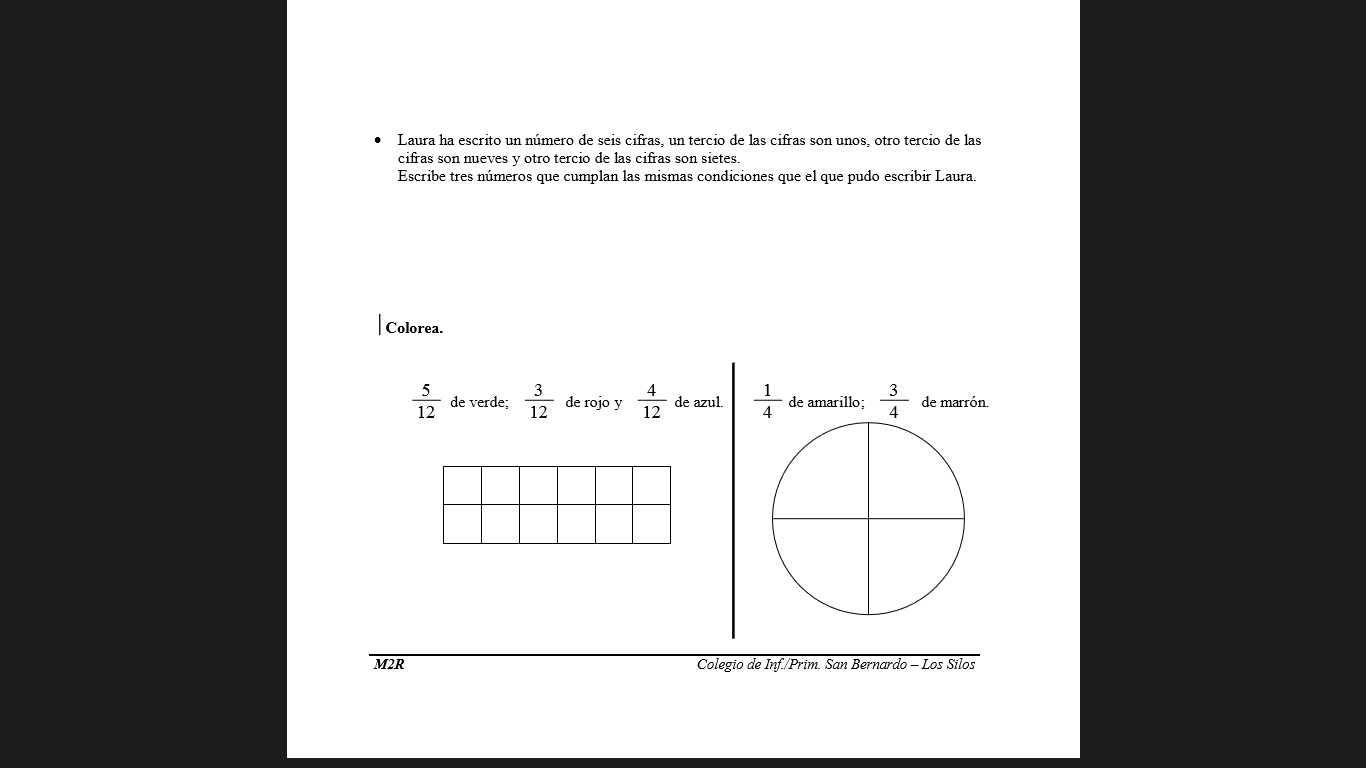 • Laura ha escrito un número de seis cifras, un tercio de las cifras son unos, otro tercio de las
cifras son nueves y otro tercio de las cifras son sietes.
Escribe tres números que cumplan las mismas condiciones que el que pudo escribir Laura.
Colorea.
5/12 de verde; 3/12 de rojo y 4/12 de azul.
1/4 de amarillo; 3/4 de marrón.
M2R
Colegio de Inf./Prim. San Bernardo – Los Silos